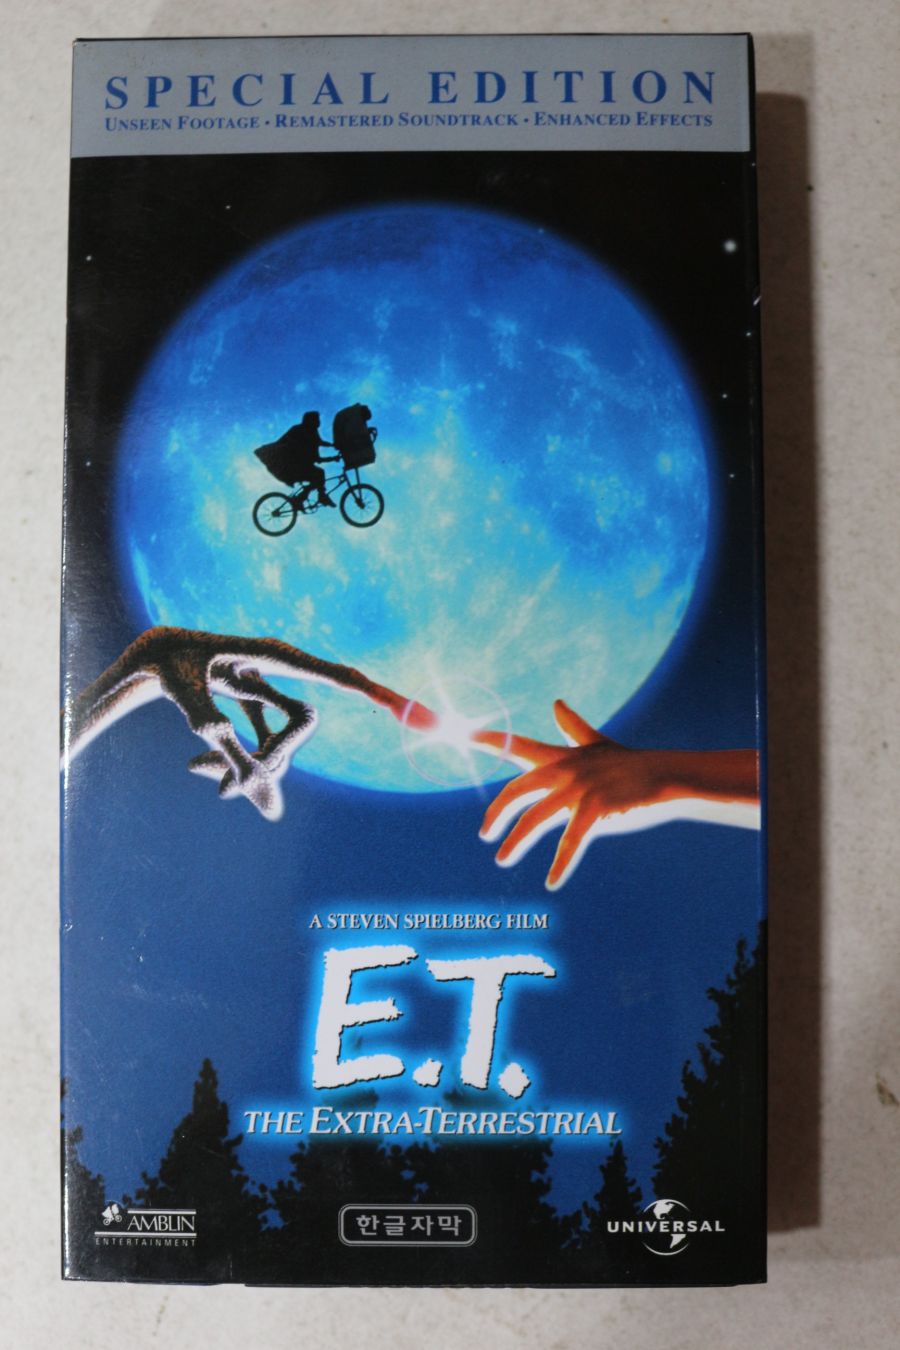 SPECIAL EDITION
UNSEEN FOOTAGE • REMASTERED SOUNDTRACK • ENHANCED EFFECTS
A STEVEN SPIELBERG FILM
E.T.
THE EXTRA-TERRESTRIAL
AMBLIN
ENTERTAINMENT
한글자막
UNIVERSAL